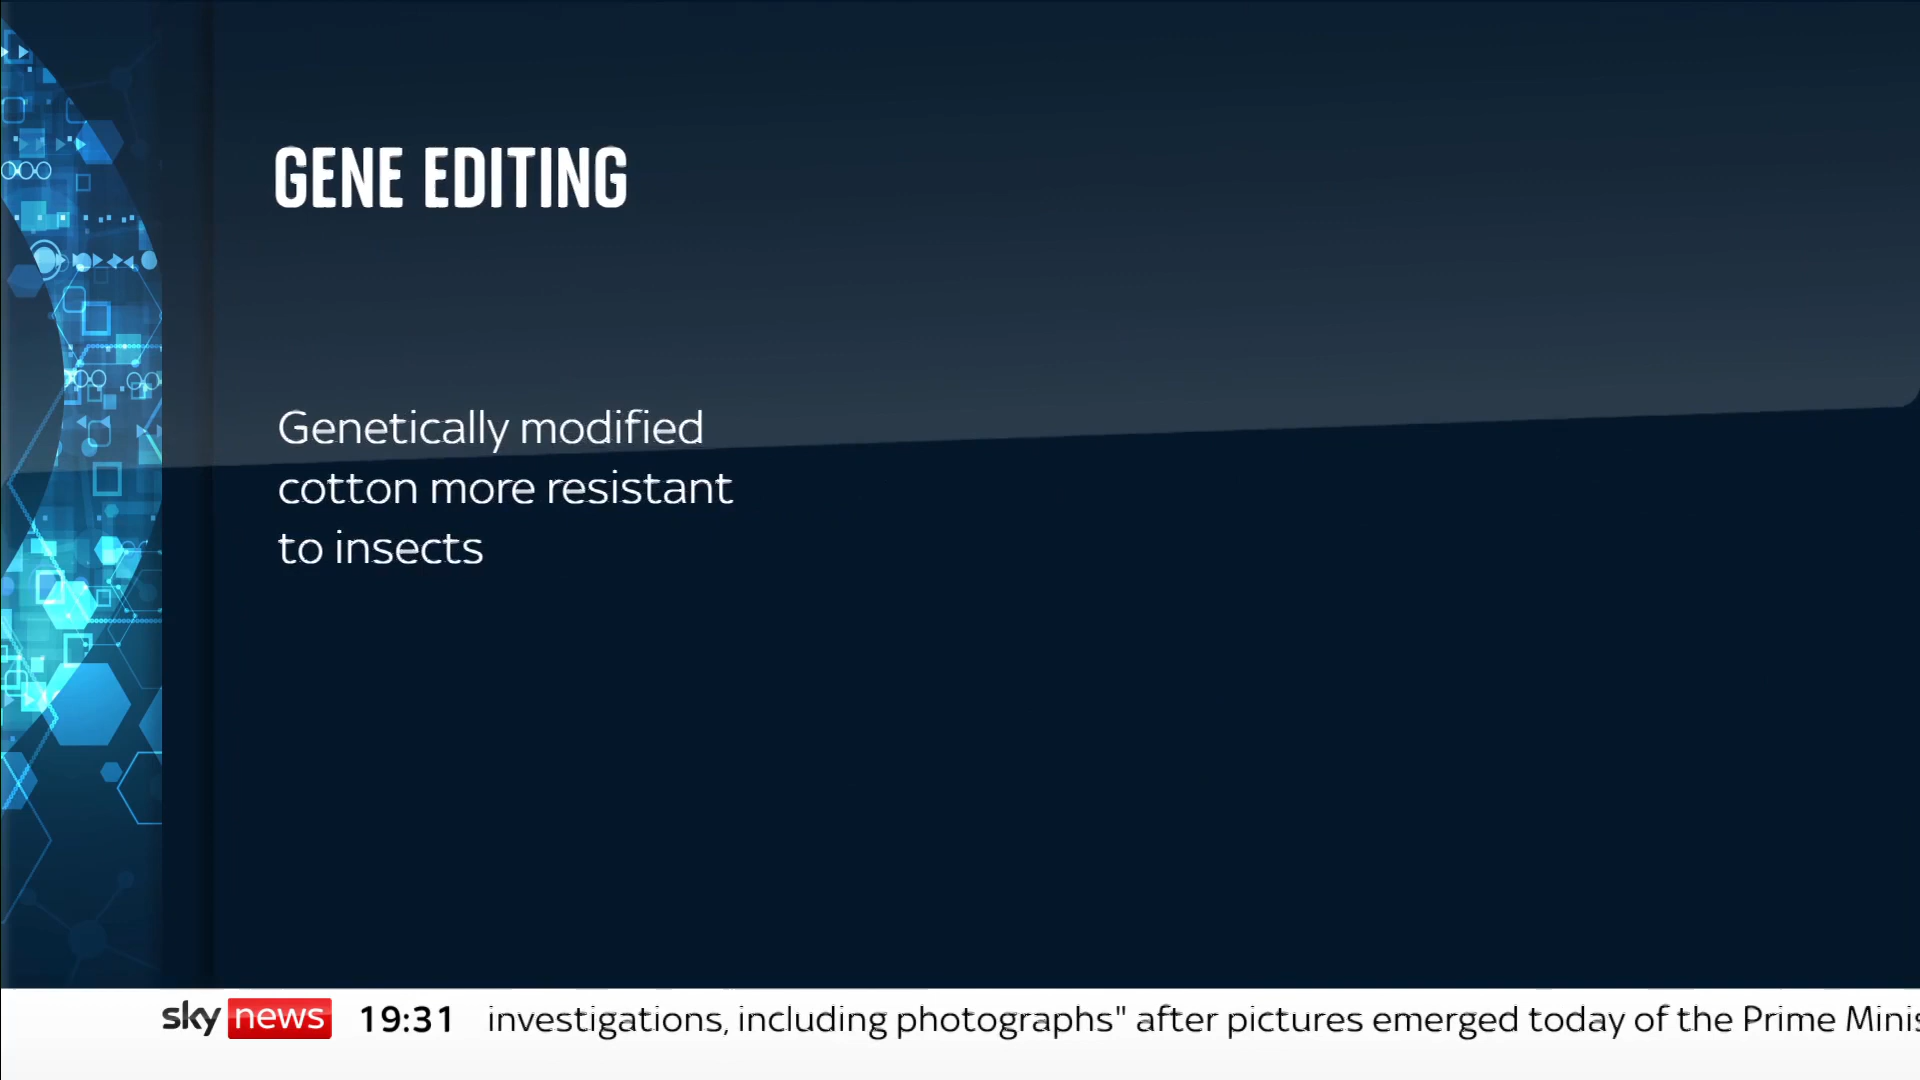 GENE EDITING
Genetically modified
cotton more resistant
to insects
sky news 19:31 investigations, including photographs" after pictures emerged today of the Prime